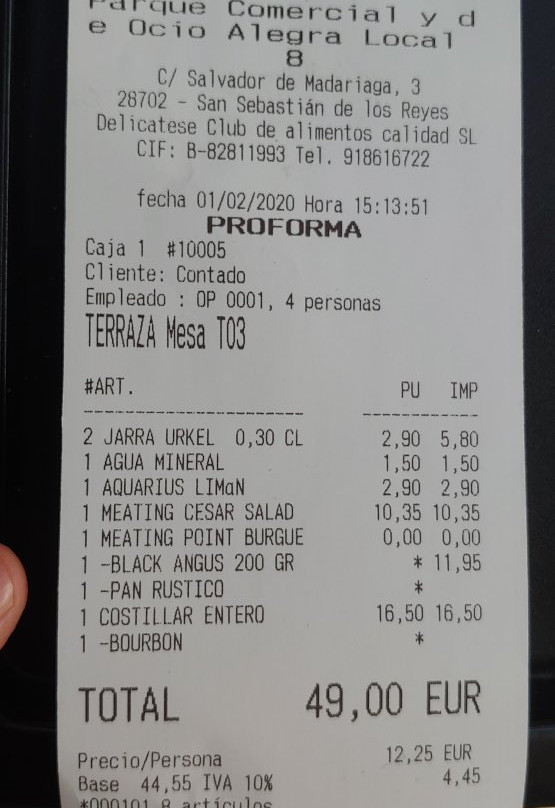 Parque Comercial y d
e Ocio Alegra Local
8
C/ Salvador de Madariaga, 3
28702 - San Sebastián de los Reyes
Delicatese Club de alimentos calidad SL
CIF: B-82811993 Tel. 918616722
fecha 01/02/2020 Hora 15:13:51
PROFORMA
Caja 1 #10005
Cliente: Contado
Empleado : OP 0001, 4 personas
TERRAZA Mesa T03
#ART. PU IMP
------------------------ ------------
2 JARRA URKEL 0,30 CL 2,90 5,80
1 AGUA MINERAL 1,50 1,50
1 AQUARIUS LIMαN 2,90 2,90
1 MEATING CESAR SALAD 10,35 10,35
1 MEATING POINT BURGUE 0,00 0,00
1 -BLACK ANGUS 200 GR * 11,95
1 -PAN RUSTICO *
1 COSTILLAR ENTERO 16,50 16,50
1 -BOURBON *
TOTAL 49,00 EUR
Precio/Persona 12,25 EUR
Base 44,55 IVA 10% 4,45
*000101 8 artículos